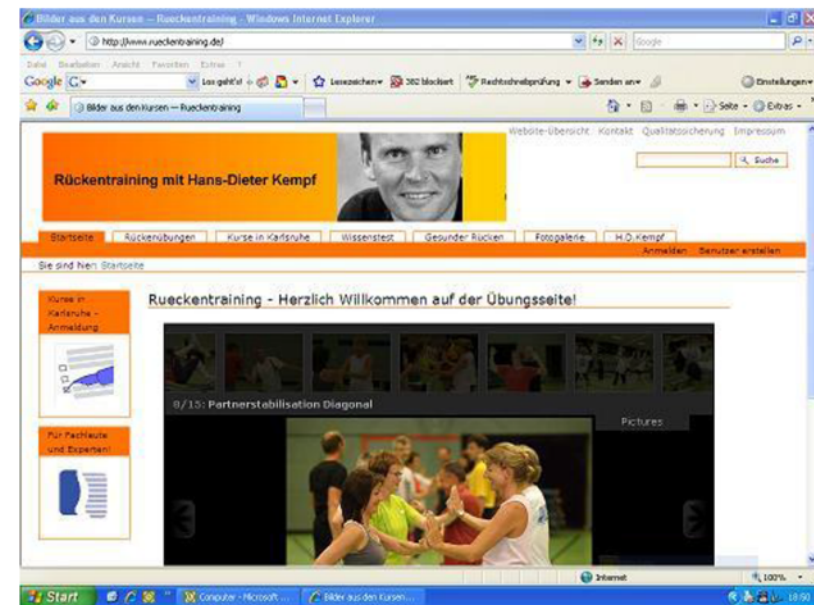 Bilder aus den Kursen — Rueckentraining - Windows Internet Explorer
http://www.rueckentraining.de/
Google
Datei Bearbeiten Ansicht Favoriten Extras ?
Google
Los geht's! Lesezeichen 382 blockiert Rechtschreibprüfung Senden an Einstellungen
Bilder aus den Kursen — Rueckentraining
Seite Extras
Website-Übersicht Kontakt Qualitätssicherung Impressum
Suche
Rückentraining mit Hans-Dieter Kempf
Startseite Rückenübungen Kurse in Karlsruhe Wissenstest Gesunder Rücken Fotogalerie H.D.Kempf
Anmelden Benutzer erstellen
Sie sind hier: Startseite
Kurse in
Karlsruhe -
Anmeldung
Rueckentraining - Herzlich Willkommen auf der Übungsseite!
8/15: Partnerstabilisation Diagonal
Pictures
Für Fachleute
und Experten!
Internet
100%
Start
Computer - Microsoft ...
Bilder aus den Kursen...
18:50